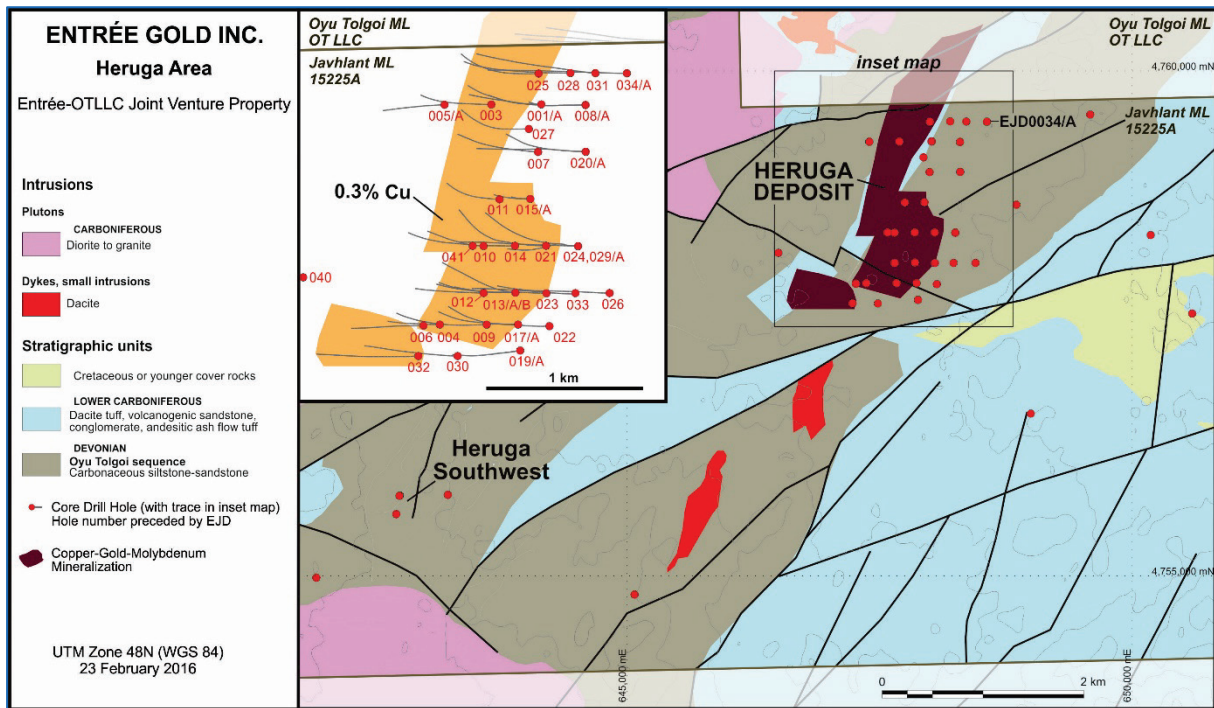 ENTRÉE GOLD INC.
Heruga Area
Entrée-OTLLC Joint Venture Property
Intrusions
Plutons
CARBONIFEROUS
Diorite to granite
Dykes, small intrusions
Dacite
Stratigraphic units
Cretaceous or younger cover rocks
LOWER CARBONIFEROUS
Dacite tuff, volcanogenic sandstone,
conglomerate, andesitic ash flow tuff
DEVONIAN
Oyu Tolgoi sequence
Carbonaceous siltstone-sandstone
Core Drill Hole (with trace in inset map)
Hole number preceded by EJD
Copper-Gold-Molybdenum
Mineralization
UTM Zone 48N (WGS 84)
23 February 2016
Oyu Tolgoi ML
OT LLC
Javhlant ML
15225A
025 028 031 034/A
005/A 003 001/A 008/A
027
007 020/A
0.3% Cu
011 015/A
041 010 014 021 024,029/A
040
012 013/A/B 023 033 026
006 004 009 017/A 022
032 030 019/A
1 km
Oyu Tolgoi ML
OT LLC
inset map
4,760,000 mN
Javhlant ML
15225A
EJD0034/A
HERUGA
DEPOSIT
Heruga
Southwest
4,755,000 mN
645,000 mE
650,000 mE
0 2 km